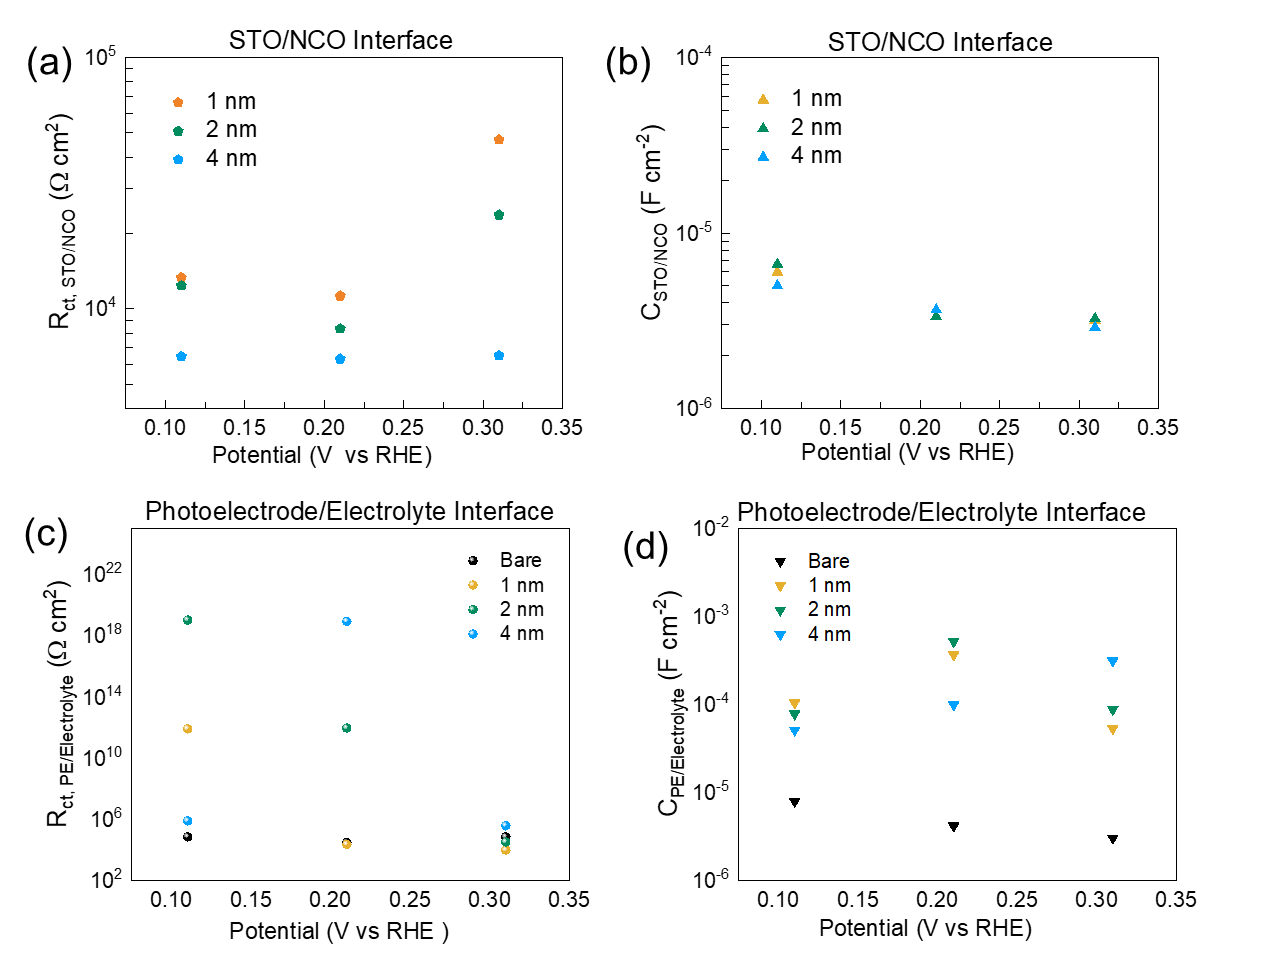 (a)
STO/NCO Interface
10^5
10^4
R_ct, STO/NCO (Ω cm^2)
1 nm
2 nm
4 nm
0.10 0.15 0.20 0.25 0.30 0.35
Potential (V vs RHE)
(b)
STO/NCO Interface
10^-4
10^-5
10^-6
C_STO/NCO (F cm^-2)
1 nm
2 nm
4 nm
0.10 0.15 0.20 0.25 0.30 0.35
Potential (V vs RHE)
(c)
Photoelectrode/Electrolyte Interface
10^22
10^18
10^14
10^10
10^6
10^2
R_ct, PE/Electrolyte (Ω cm^2)
Bare
1 nm
2 nm
4 nm
0.10 0.15 0.20 0.25 0.30 0.35
Potential (V vs RHE )
(d)
Photoelectrode/Electrolyte Interface
10^-2
10^-3
10^-4
10^-5
10^-6
C_PE/Electrolyte (F cm^-2)
Bare
1 nm
2 nm
4 nm
0.10 0.15 0.20 0.25 0.30 0.35
Potential (V vs RHE)